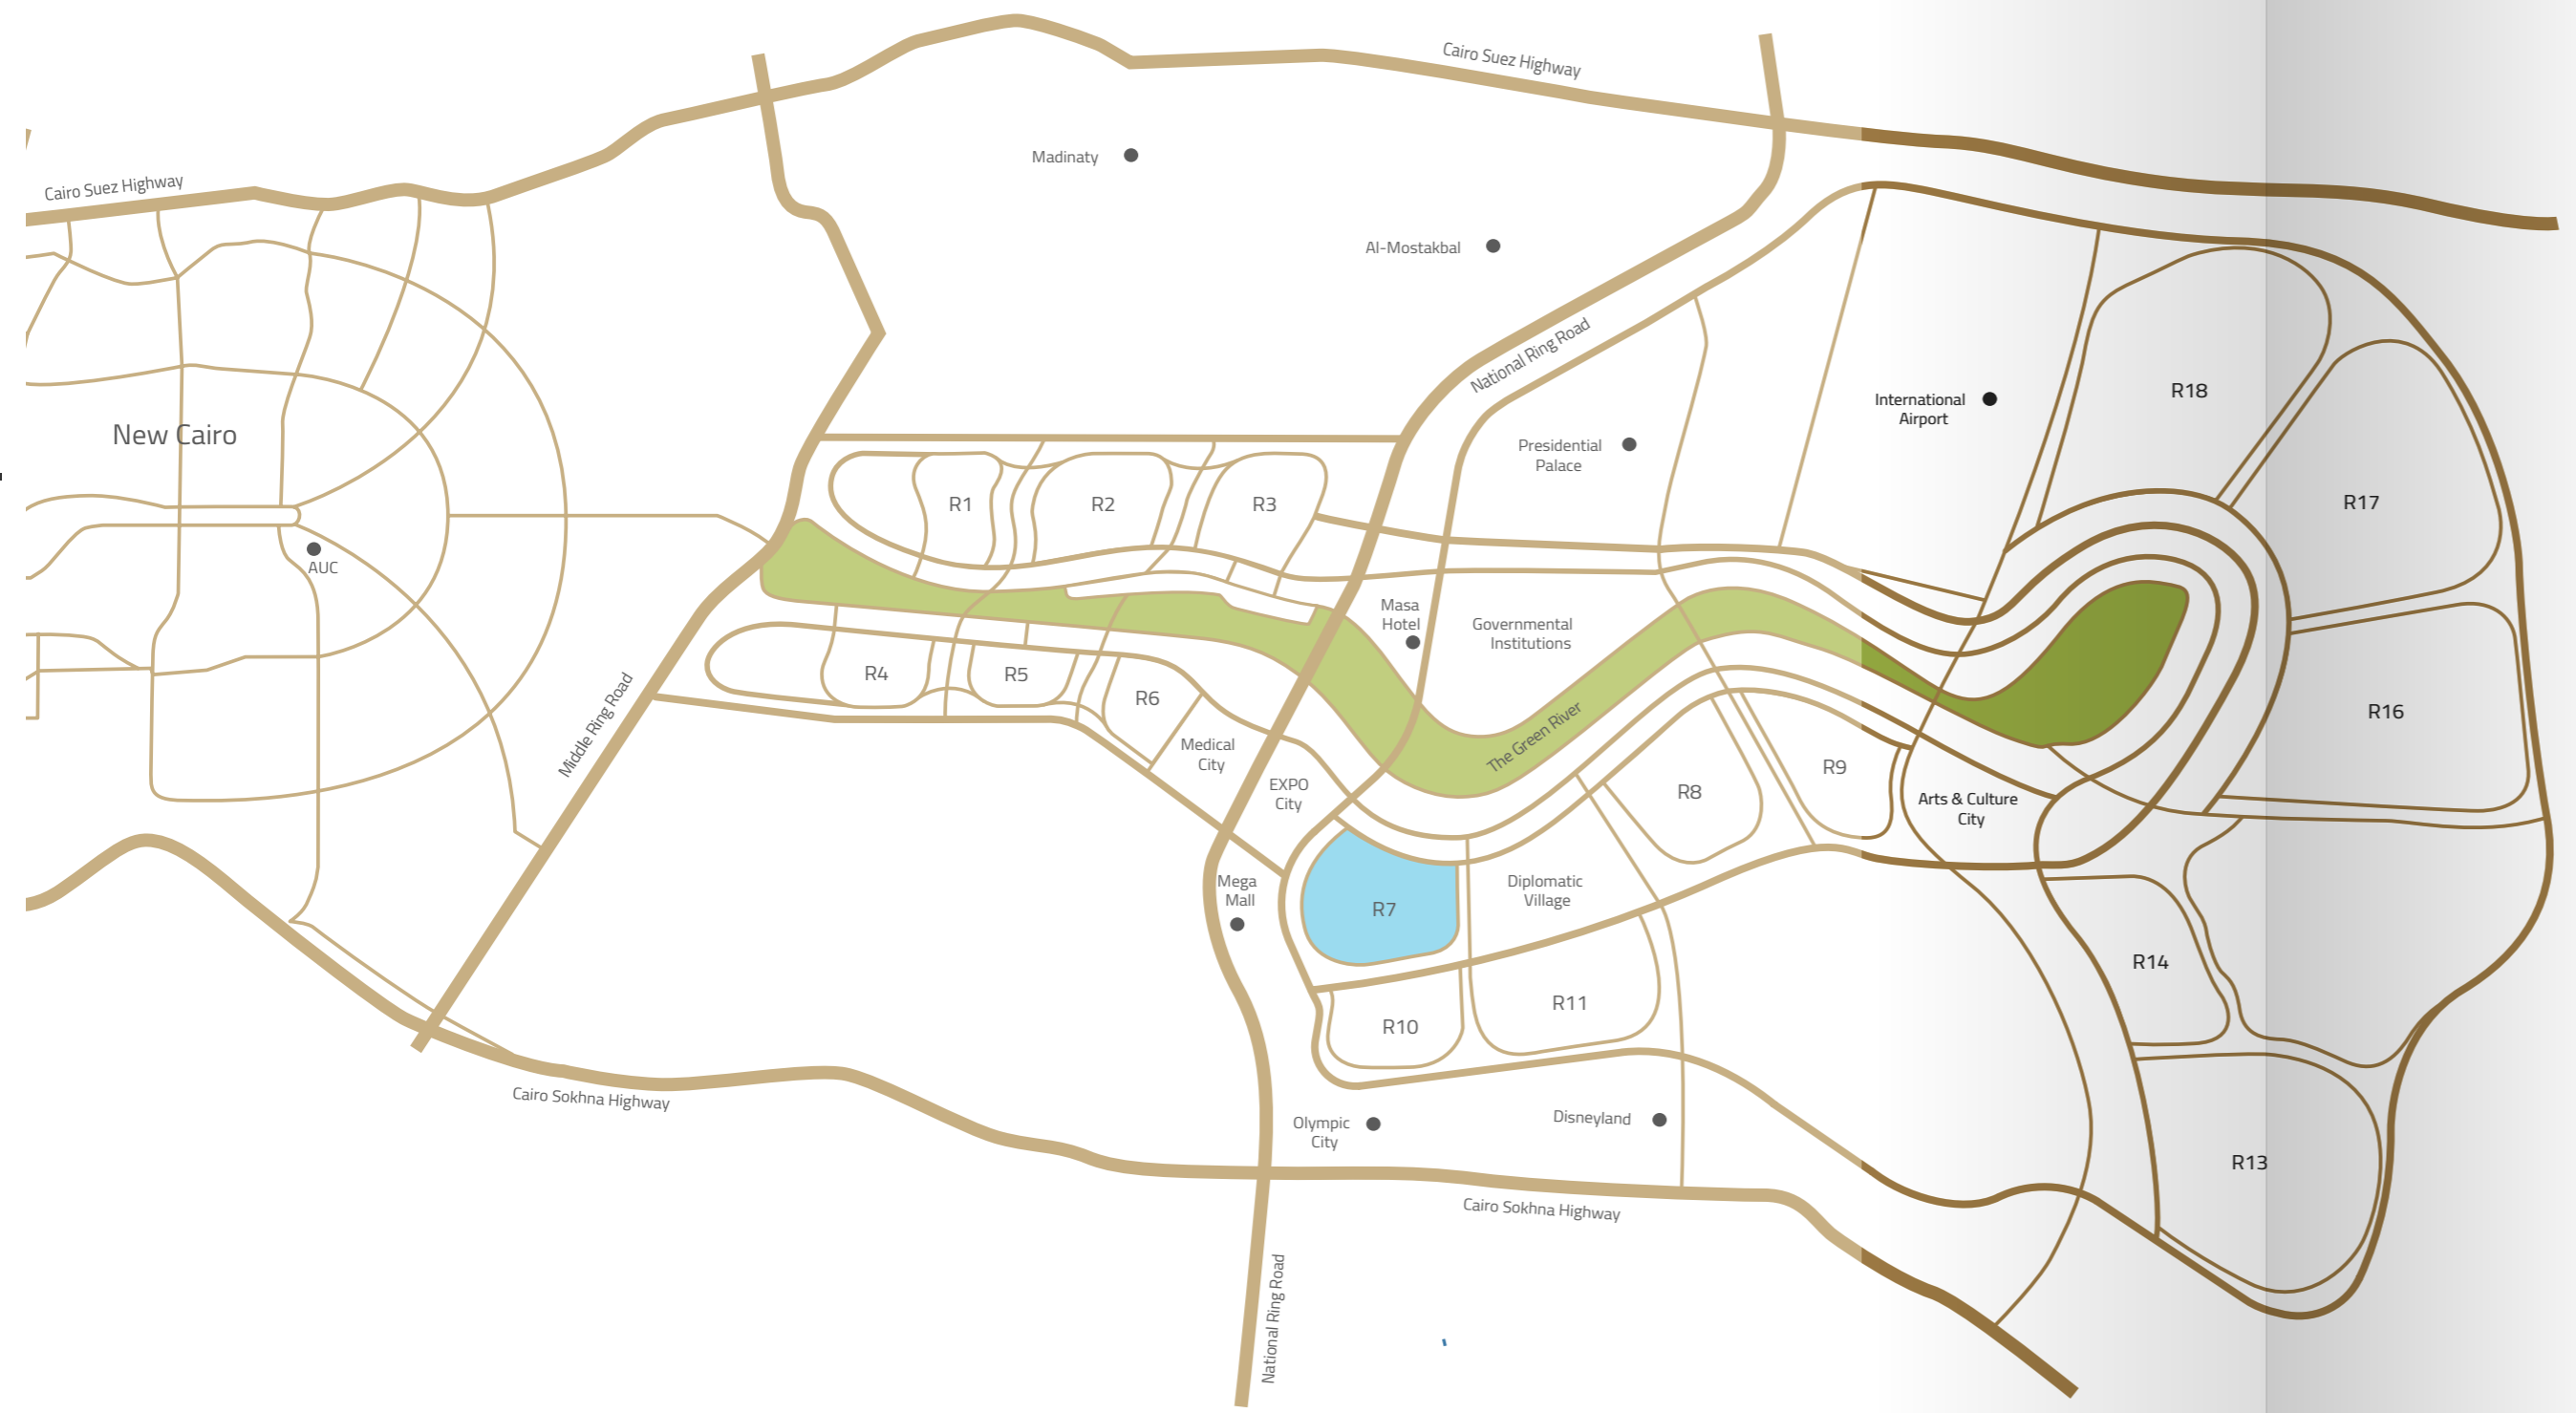 Cairo Suez Highway
Cairo Suez Highway
Madinaty
Al-Mostakbal
National Ring Road
New Cairo
AUC
International
Airport
Presidential
Palace
R18
R17
R16
R1
R2
R3
Masa
Hotel
Governmental
Institutions
R4
R5
R6
Middle Ring Road
Medical
City
EXPO
City
The Green River
R8
R9
Arts & Culture
City
Mega
Mall
R7
Diplomatic
Village
R14
R10
R11
Cairo Sokhna Highway
Olympic
City
Disneyland
R13
Cairo Sokhna Highway
National Ring Road